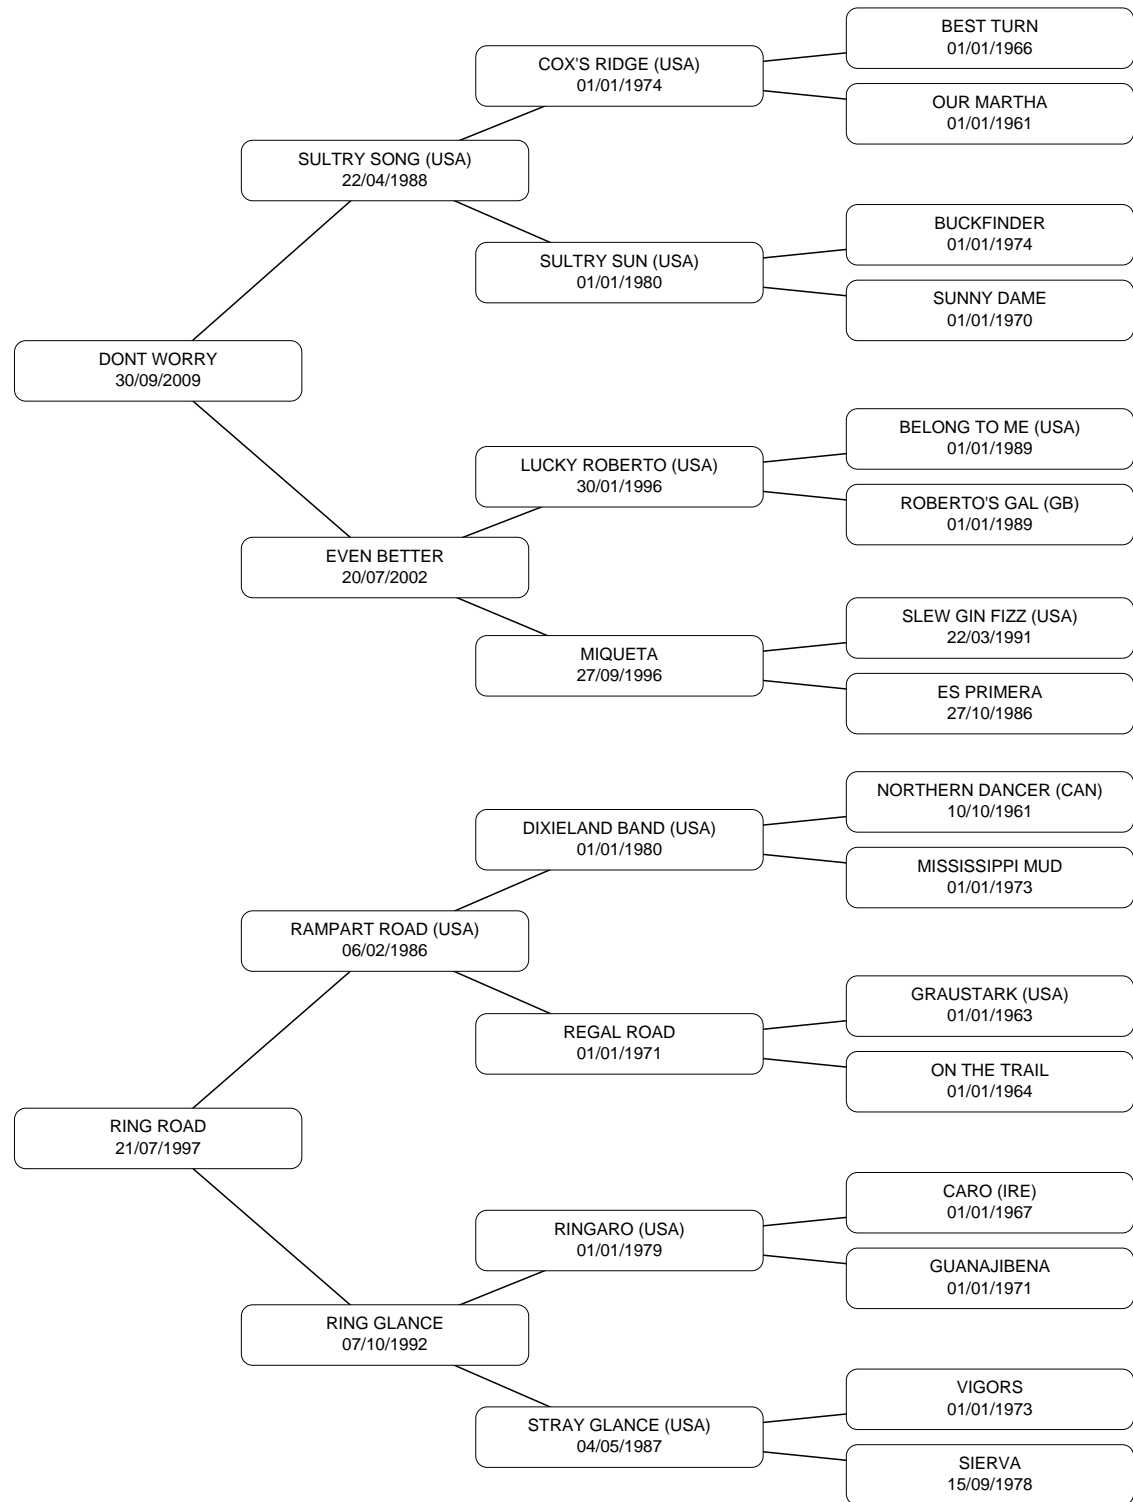 BEST TURN
01/01/1966
COX'S RIDGE (USA)
01/01/1974
OUR MARTHA
01/01/1961
SULTRY SONG (USA)
22/04/1988
BUCKFINDER
01/01/1974
SULTRY SUN (USA)
01/01/1980
SUNNY DAME
01/01/1970
DONT WORRY
30/09/2009
BELONG TO ME (USA)
01/01/1989
LUCKY ROBERTO (USA)
30/01/1996
ROBERTO'S GAL (GB)
01/01/1989
EVEN BETTER
20/07/2002
SLEW GIN FIZZ (USA)
22/03/1991
MIQUETA
27/09/1996
ES PRIMERA
27/10/1986
NORTHERN DANCER (CAN)
10/10/1961
DIXIELAND BAND (USA)
01/01/1980
MISSISSIPPI MUD
01/01/1973
RAMPART ROAD (USA)
06/02/1986
GRAUSTARK (USA)
01/01/1963
REGAL ROAD
01/01/1971
ON THE TRAIL
01/01/1964
RING ROAD
21/07/1997
CARO (IRE)
01/01/1967
RINGARO (USA)
01/01/1979
GUANAJIBENA
01/01/1971
RING GLANCE
07/10/1992
VIGORS
01/01/1973
STRAY GLANCE (USA)
04/05/1987
SIERVA
15/09/1978